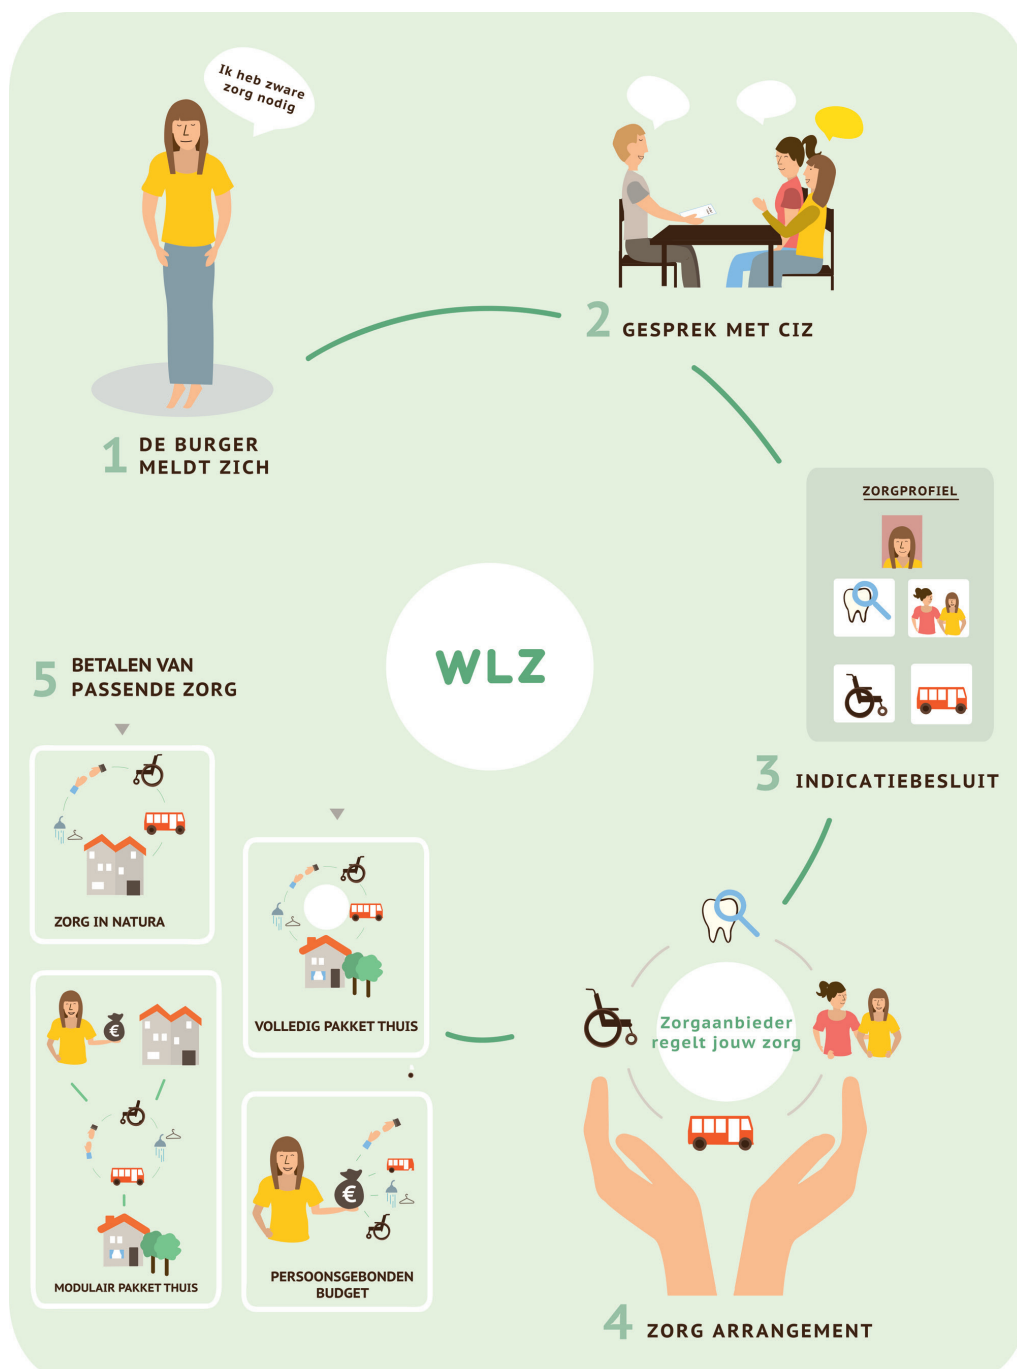 Ik heb zware
zorg nodig
1 DE BURGER
MELDT ZICH
2 GESPREK MET CIZ
ZORGPROFIEL
3 INDICATIEBESLUIT
WLZ
Zorgaanbieder
regelt jouw zorg
4 ZORG ARRANGEMENT
5 BETALEN VAN
PASSENDE ZORG
ZORG IN NATURA
VOLLEDIG PAKKET THUIS
€
MODULAIR PAKKET THUIS
€
PERSOONSGEBONDEN
BUDGET